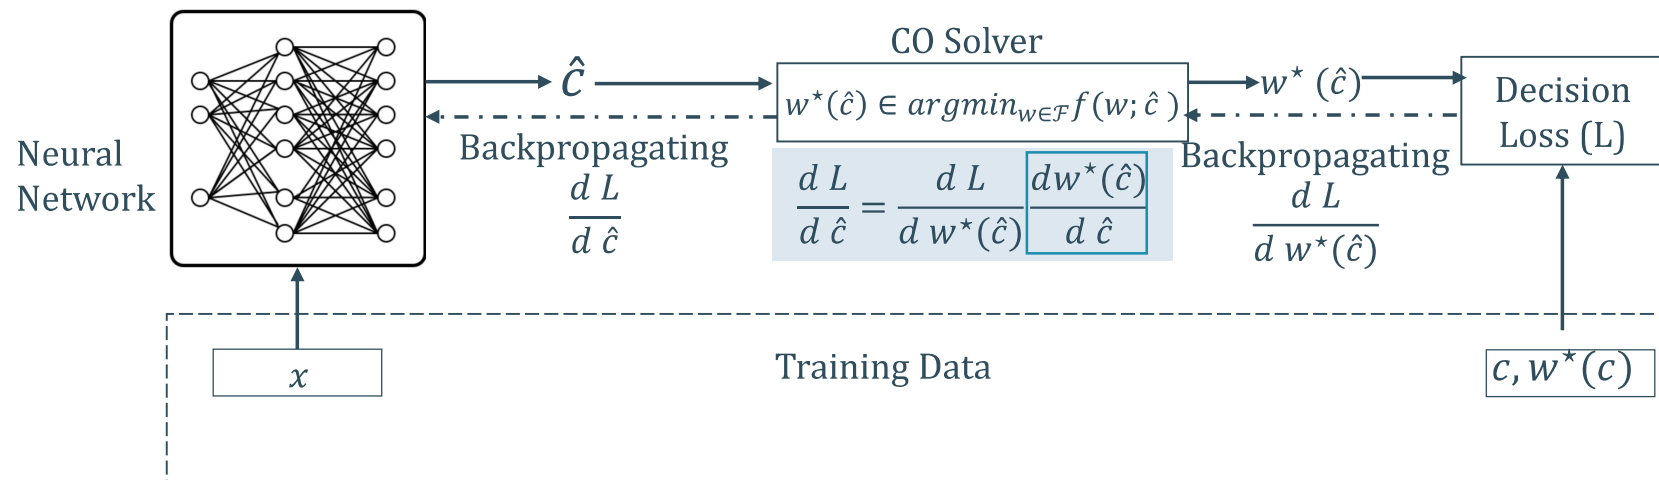 CO Solver
ĉ
w⋆(ĉ) ∈ argmin_{w∈ℱ} f(w; ĉ )
w⋆ (ĉ)
Decision
Loss (L)
Neural
Network
Backpropagating
d L
d ĉ
d L / d ĉ = d L / d w⋆(ĉ) dw⋆(ĉ) / d ĉ
Backpropagating
d L
d w⋆(ĉ)
x
Training Data
c, w⋆(c)